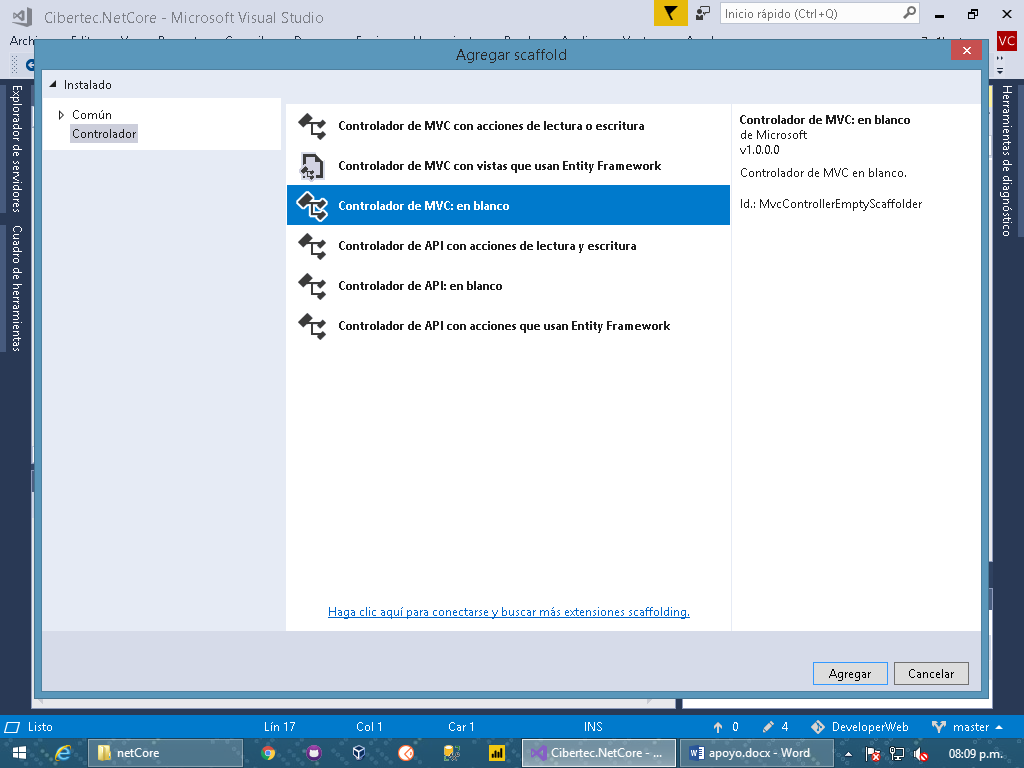 Cibertec.NetCore - Microsoft Visual Studio
Inicio rápido (Ctrl+Q)
VC
Agregar scaffold
Instalado
Común
Controlador
Controlador de MVC con acciones de lectura o escritura
Controlador de MVC con vistas que usan Entity Framework
Controlador de MVC: en blanco
Controlador de API con acciones de lectura y escritura
Controlador de API: en blanco
Controlador de API con acciones que usan Entity Framework
Haga clic aquí para conectarse y buscar más extensiones scaffolding.
Controlador de MVC: en blanco
de Microsoft
v1.0.0.0
Controlador de MVC en blanco.
Id.: MvcControllerEmptyScaffolder
Agregar
Cancelar
Explorador de servidores
Cuadro de herramientas
Herramientas de diagnóstico
Listo
Lín 17
Col 1
Car 1
INS
0
4
DeveloperWeb
master
netCore
Cibertec.NetCore - ...
apoyo.docx - Word
08:09 p.m.